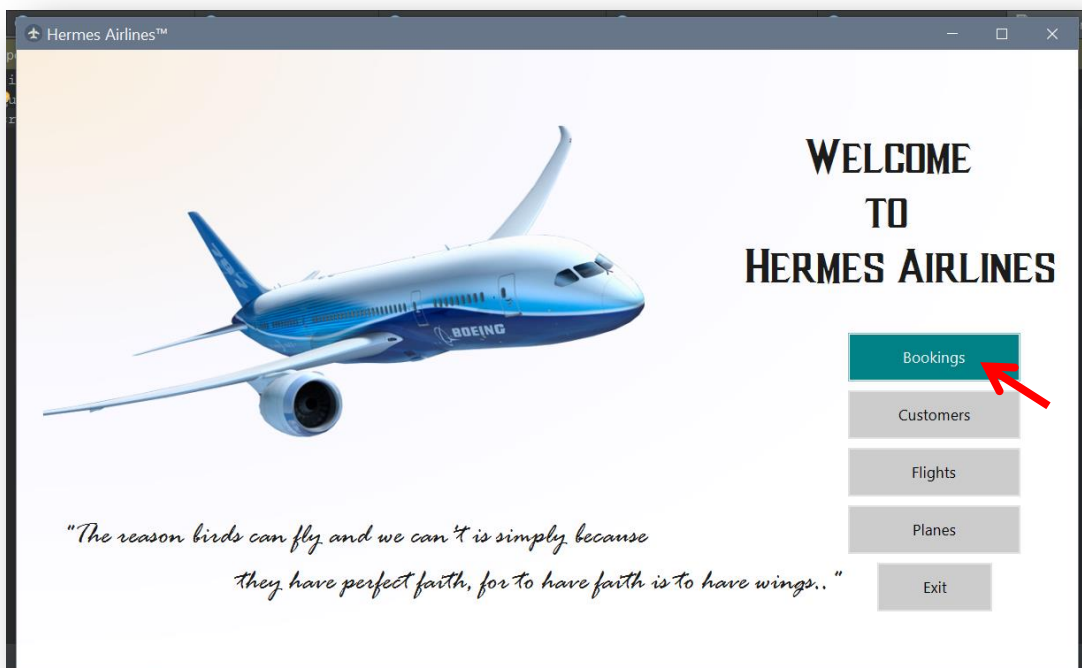 Hermes Airlines™
WELCOME
TO
HERMES AIRLINES
787
BOEING
Bookings
Customers
Flights
Planes
Exit
"The reason birds can fly and we can't is simply because
they have perfect faith, for to have faith is to have wings.."